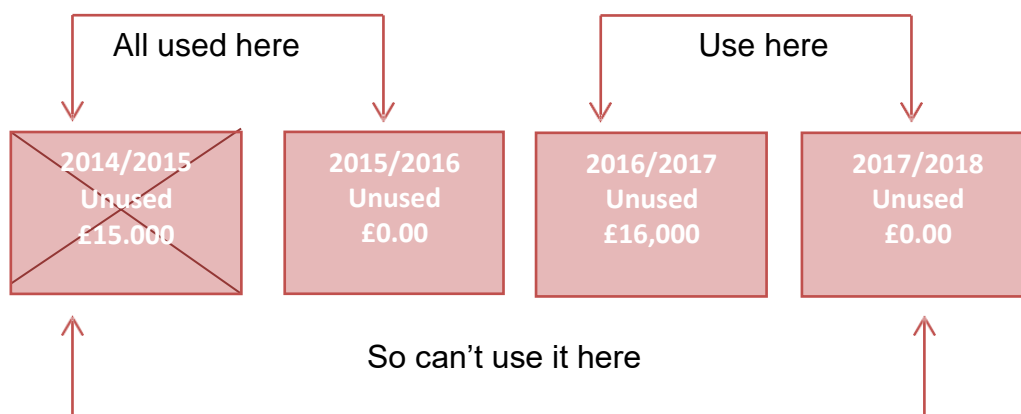 All used here
Use here
2014/2015
Unused
£15.000
2015/2016
Unused
£0.00
2016/2017
Unused
£16,000
2017/2018
Unused
£0.00
So can’t use it here